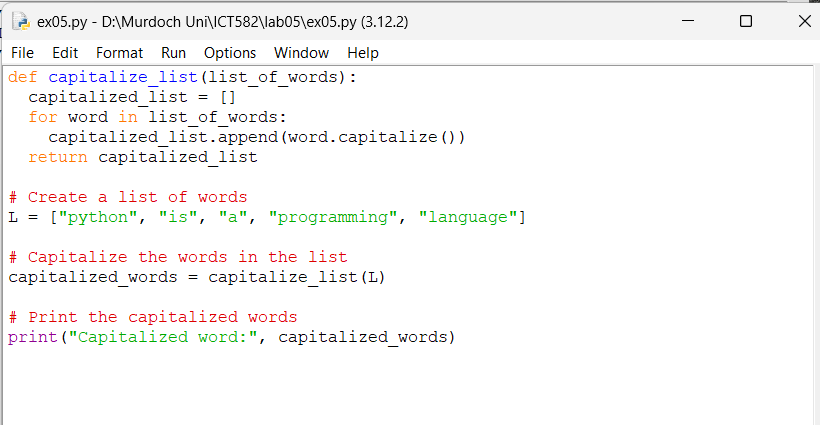 ex05.py - D:\Murdoch Uni\ICT582\lab05\ex05.py (3.12.2)
File Edit Format Run Options Window Help
def capitalize_list(list_of_words):
  capitalized_list = []
  for word in list_of_words:
    capitalized_list.append(word.capitalize())
  return capitalized_list

# Create a list of words
L = ["python", "is", "a", "programming", "language"]

# Capitalize the words in the list
capitalized_words = capitalize_list(L)

# Print the capitalized words
print("Capitalized word:", capitalized_words)